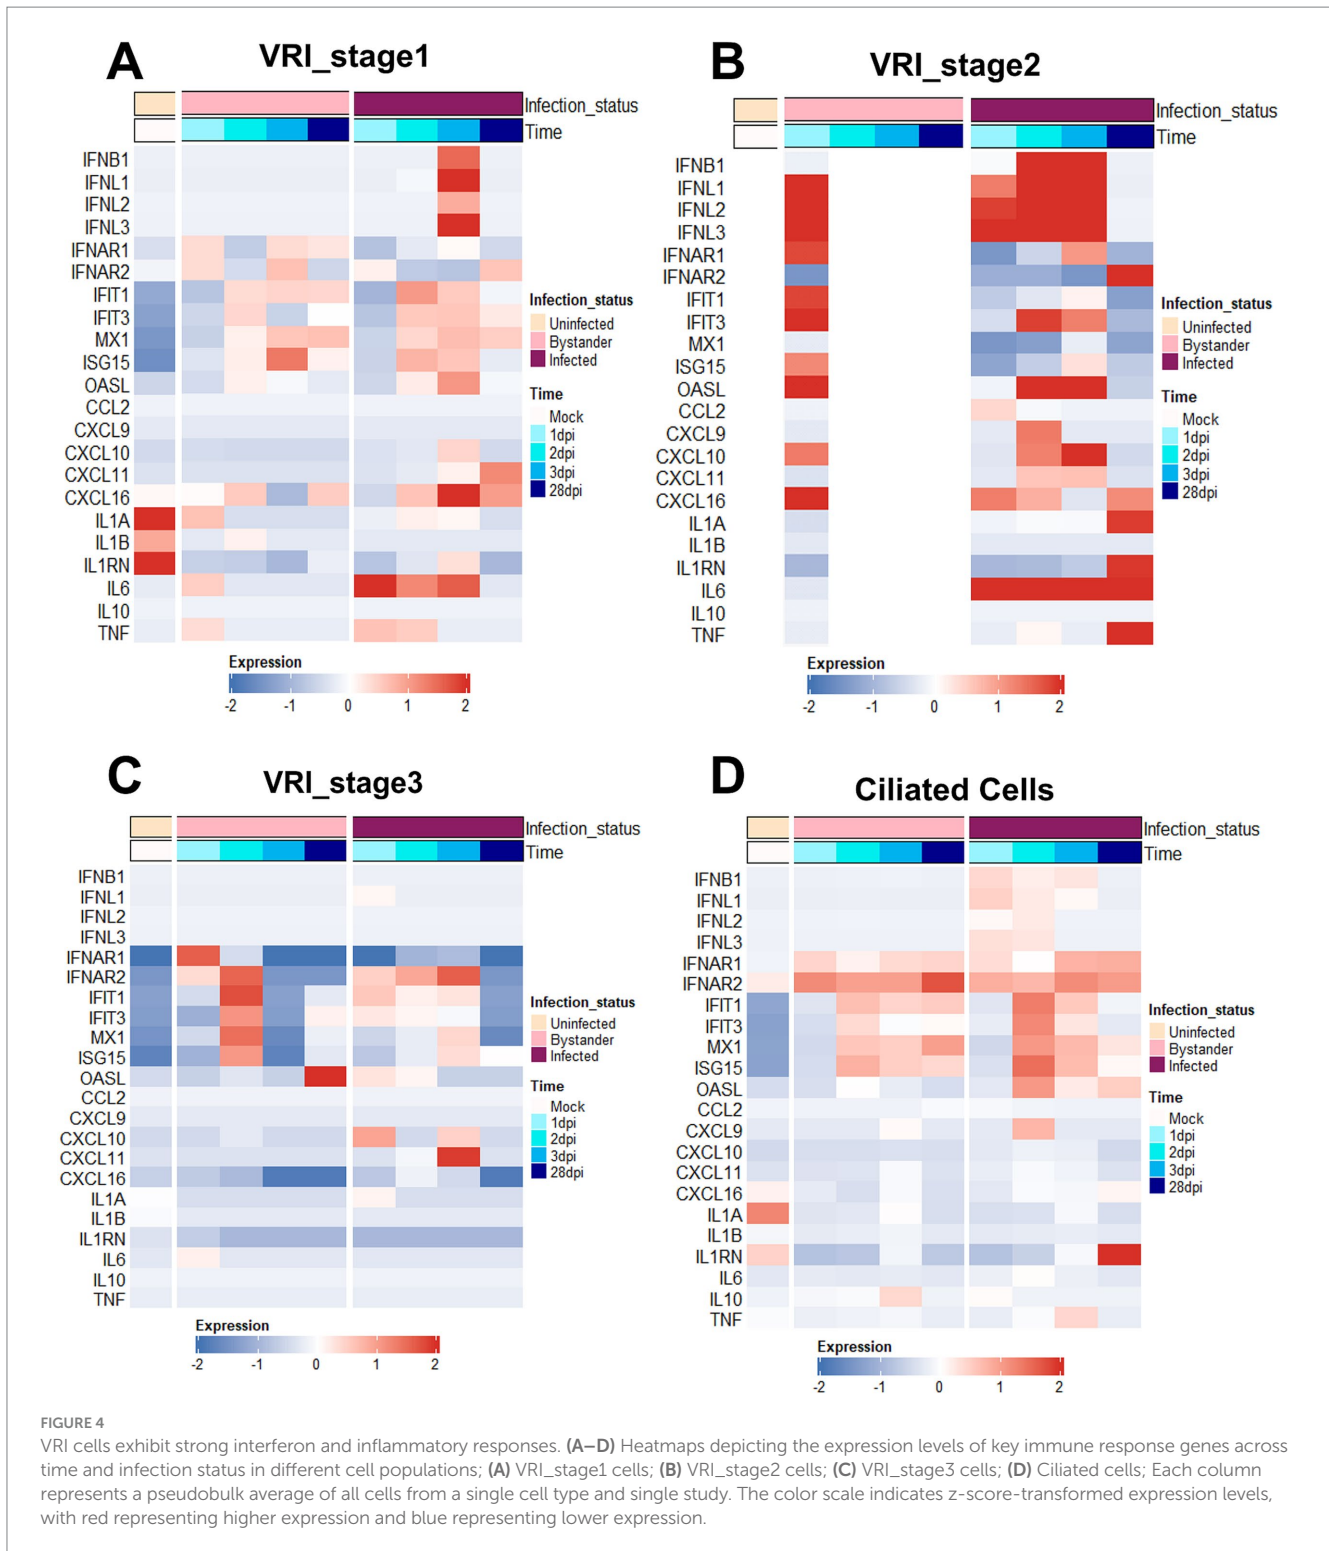 A
VRI_stage1
Infection_status
Time
IFNB1
IFNL1
IFNL2
IFNL3
IFNAR1
IFNAR2
IFIT1
IFIT3
MX1
ISG15
OASL
CCL2
CXCL9
CXCL10
CXCL11
CXCL16
IL1A
IL1B
IL1RN
IL6
IL10
TNF
Infection_status
Uninfected
Bystander
Infected
Time
Mock
1dpi
2dpi
3dpi
28dpi
Expression
-2 -1 0 1 2
B
VRI_stage2
Infection_status
Time
IFNB1
IFNL1
IFNL2
IFNL3
IFNAR1
IFNAR2
IFIT1
IFIT3
MX1
ISG15
OASL
CCL2
CXCL9
CXCL10
CXCL11
CXCL16
IL1A
IL1B
IL1RN
IL6
IL10
TNF
Infection_status
Uninfected
Bystander
Infected
Time
Mock
1dpi
2dpi
3dpi
28dpi
Expression
-2 -1 0 1 2
C
VRI_stage3
Infection_status
Time
IFNB1
IFNL1
IFNL2
IFNL3
IFNAR1
IFNAR2
IFIT1
IFIT3
MX1
ISG15
OASL
CCL2
CXCL9
CXCL10
CXCL11
CXCL16
IL1A
IL1B
IL1RN
IL6
IL10
TNF
Infection_status
Uninfected
Bystander
Infected
Time
Mock
1dpi
2dpi
3dpi
28dpi
Expression
-2 -1 0 1 2
D
Ciliated Cells
Infection_status
Time
IFNB1
IFNL1
IFNL2
IFNL3
IFNAR1
IFNAR2
IFIT1
IFIT3
MX1
ISG15
OASL
CCL2
CXCL9
CXCL10
CXCL11
CXCL16
IL1A
IL1B
IL1RN
IL6
IL10
TNF
Infection_status
Uninfected
Bystander
Infected
Time
Mock
1dpi
2dpi
3dpi
28dpi
Expression
-2 -1 0 1 2
FIGURE 4
VRI cells exhibit strong interferon and inflammatory responses. (A–D) Heatmaps depicting the expression levels of key immune response genes across
time and infection status in different cell populations; (A) VRI_stage1 cells; (B) VRI_stage2 cells; (C) VRI_stage3 cells; (D) Ciliated cells; Each column
represents a pseudobulk average of all cells from a single cell type and single study. The color scale indicates z-score-transformed expression levels,
with red representing higher expression and blue representing lower expression.